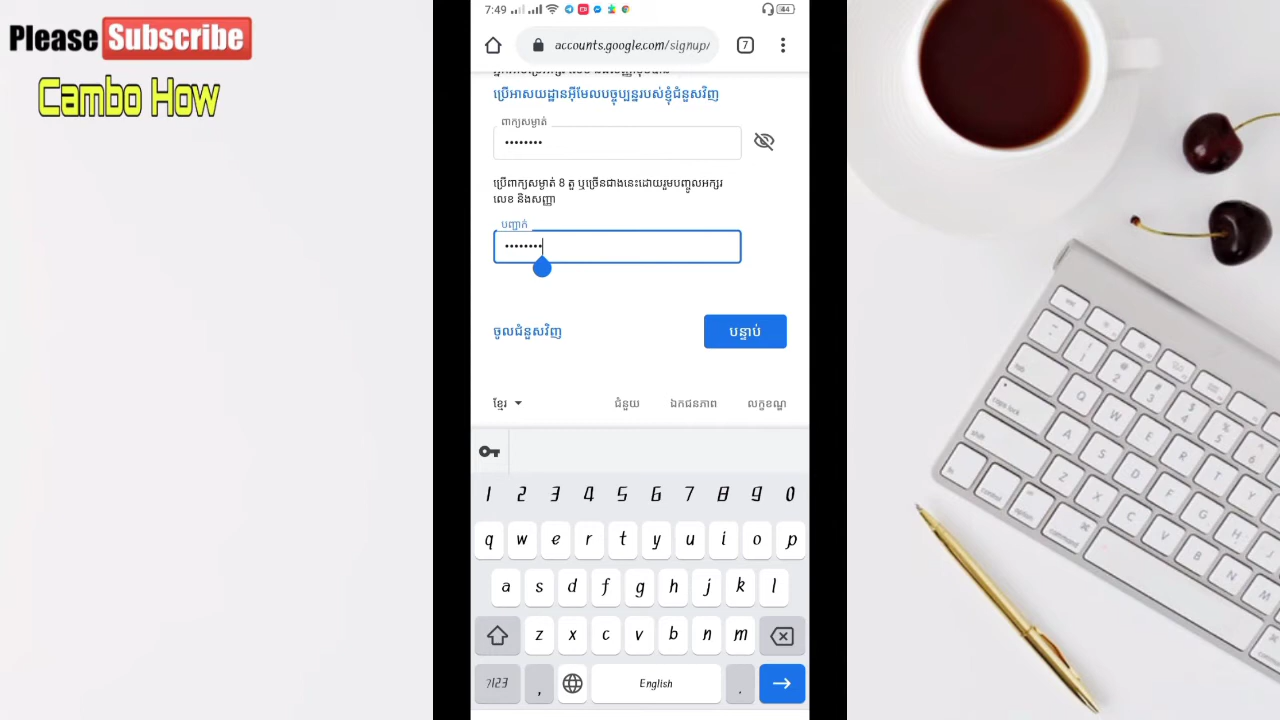 Please Subscribe
Cambo How
7:49
44
accounts.google.com/signup/
7
ប្រើអាសយដ្ឋានអ៊ីមែលបច្ចុប្បន្នរបស់ខ្ញុំជំនួសវិញ
ពាក្យសម្ងាត់
ប្រើពាក្យសម្ងាត់ 8 តួ ឬច្រើនជាងនេះដោយរួមបញ្ចូលអក្សរ
លេខ និងសញ្ញា
បញ្ជាក់
ចូលជំនួសវិញ
បន្ទាប់
ខ្មែរ ជំនួយ ឯកជនភាព លក្ខខណ្ឌ
1 2 3 4 5 6 7 8 9 0
q w e r t y u i o p
a s d f g h j k l
z x c v b n m
?123 , English .